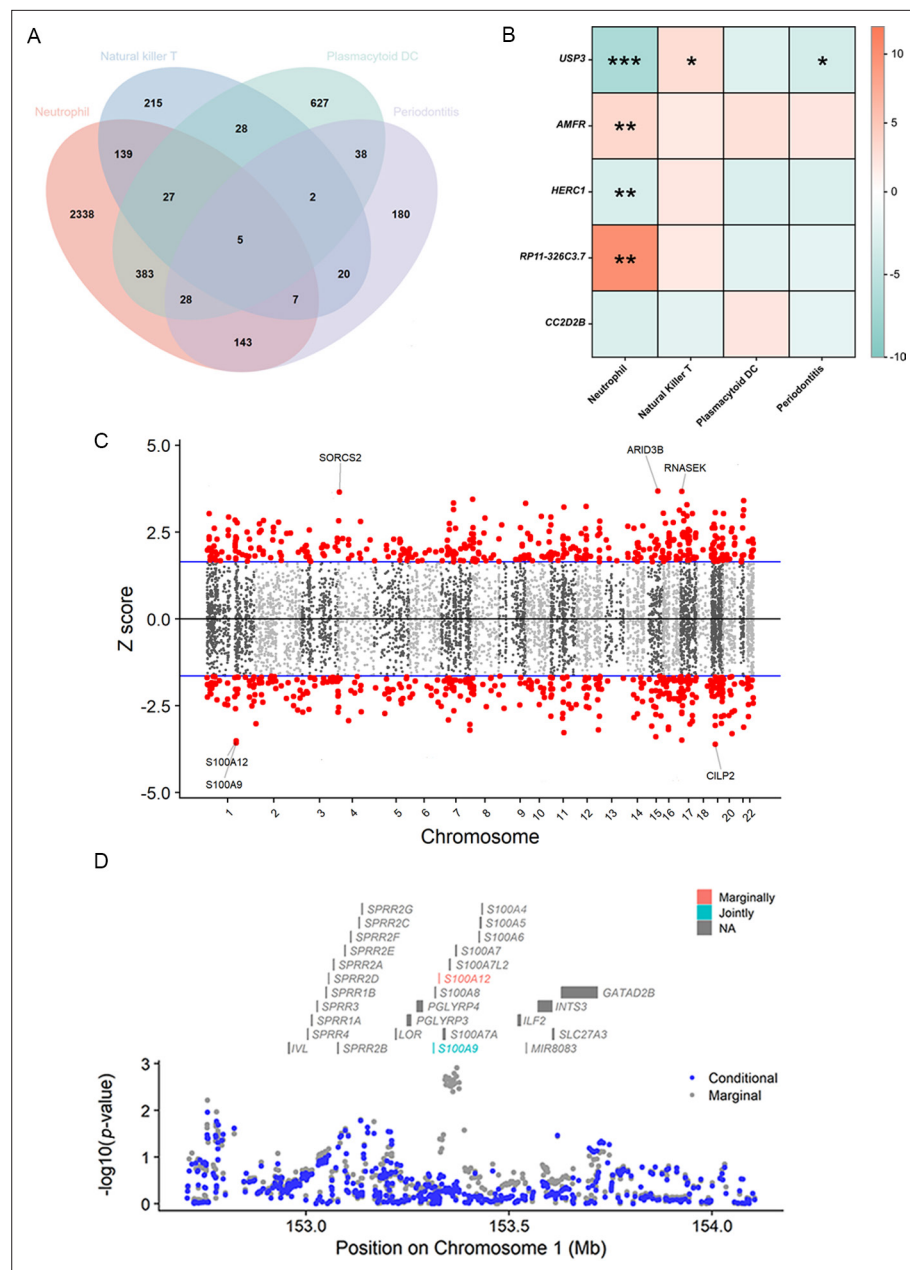 A
Natural killer T
Plasmacytoid DC
Neutrophil
Periodontitis
215
627
28
139
38
27
2
2338
180
5
383
20
28
7
143
B
USP3
AMFR
HERC1
RP11-326C3.7
CC2D2B
*** * *
**
**
**
Neutrophil
Natural Killer T
Plasmacytoid DC
Periodontitis
10
5
0
-5
-10
C
5.0
2.5
0.0
-2.5
-5.0
Z score
SORCS2
ARID3B
RNASEK
S100A12
S100A9
CILP2
1 2 3 4 5 6 7 8 9 10 11 12 13 14 15 16 17 18 19 20 22
Chromosome
D
Marginally
Jointly
NA
SPRR2G S100A4
SPRR2C S100A5
SPRR2F S100A6
SPRR2E S100A7
SPRR2A S100A7L2
SPRR2D S100A12
SPRR1B S100A8 GATAD2B
SPRR3 PGLYRP4 INTS3
SPRR1A PGLYRP3 ILF2
SPRR4 LOR S100A7A SLC27A3
IVL SPRR2B S100A9 MIR8083
3
2
1
0
-log10(p-value)
Conditional
Marginal
153.0 153.5 154.0
Position on Chromosome 1 (Mb)